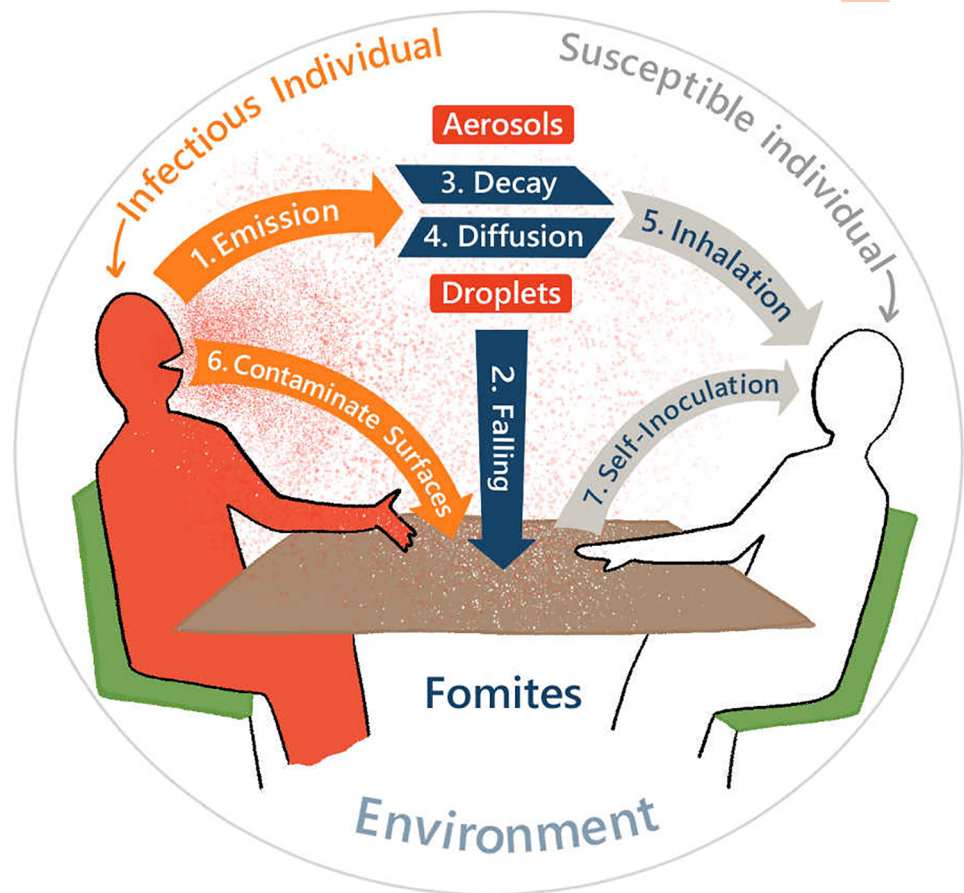 Infectious Individual
Susceptible individual
Aerosols
1. Emission
3. Decay
4. Diffusion
5. Inhalation
Droplets
6. Contaminate Surfaces
2. Falling
7. Self-Inoculation
Fomites
Environment